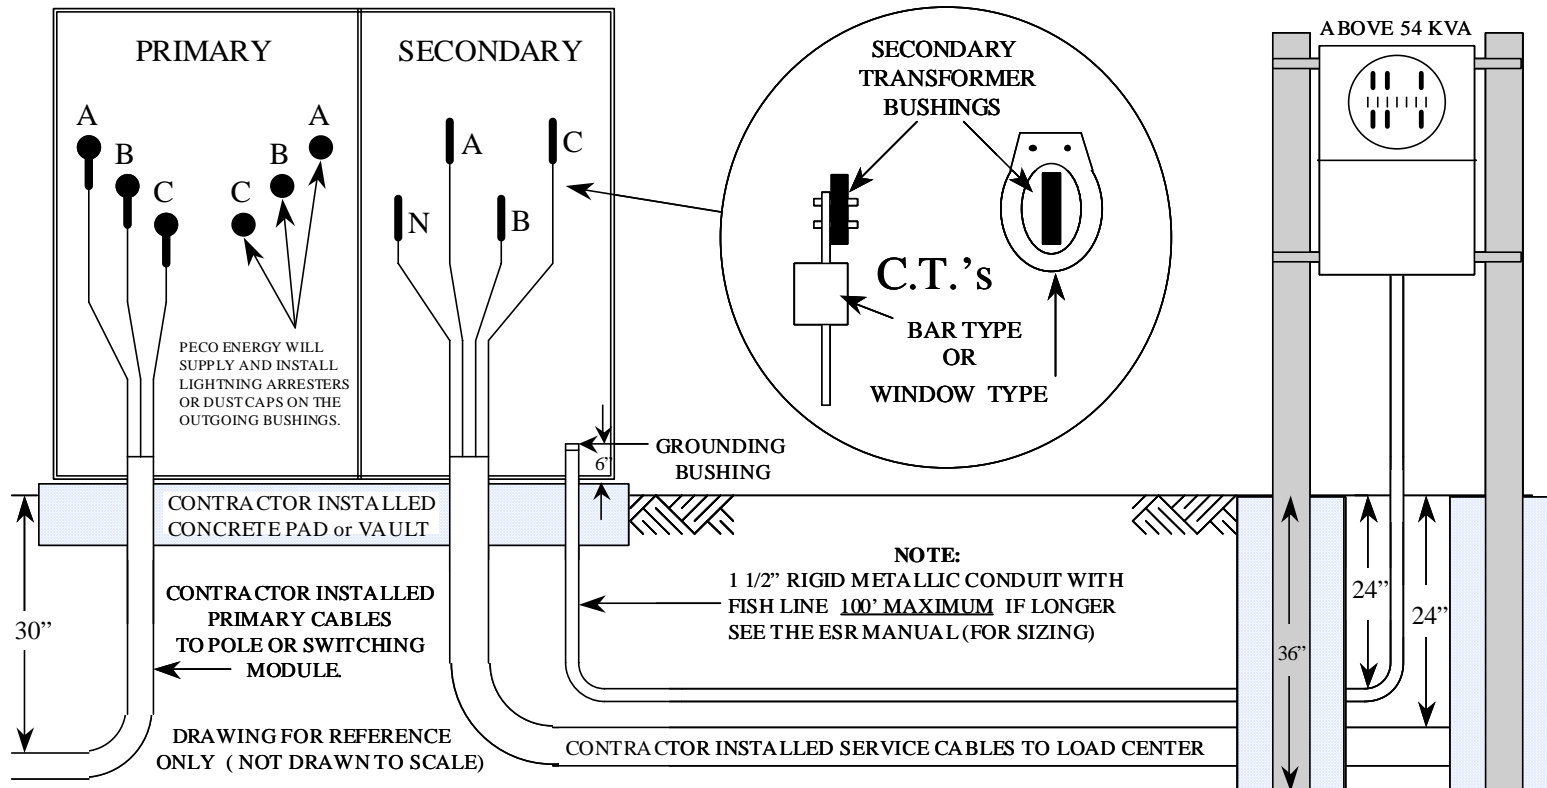 PRIMARY
SECONDARY
A
B
C
C
B
A
A
C
N
B
PECO ENERGY WILL
SUPPLY AND INSTALL
LIGHTNING ARRESTERS
OR DUST CAPS ON THE
OUTGOING BUSHINGS.
SECONDARY
TRANSFORMER
BUSHINGS
C.T.'s
BAR TYPE
OR
WINDOW TYPE
ABOVE 54 KVA
6”
GROUNDING
BUSHING
CONTRACTOR INSTALLED
CONCRETE PAD or VAULT
30”
CONTRACTOR INSTALLED
PRIMARY CABLES
TO POLE OR SWITCHING
MODULE.
NOTE:
1 1/2” RIGID METALLIC CONDUIT WITH
FISH LINE 100’ MAXIMUM IF LONGER
SEE THE ESR MANUAL (FOR SIZING)
36”
24”
24”
DRAWING FOR REFERENCE
ONLY ( NOT DRAWN TO SCALE)
CONTRACTOR INSTALLED SERVICE CABLES TO LOAD CENTER